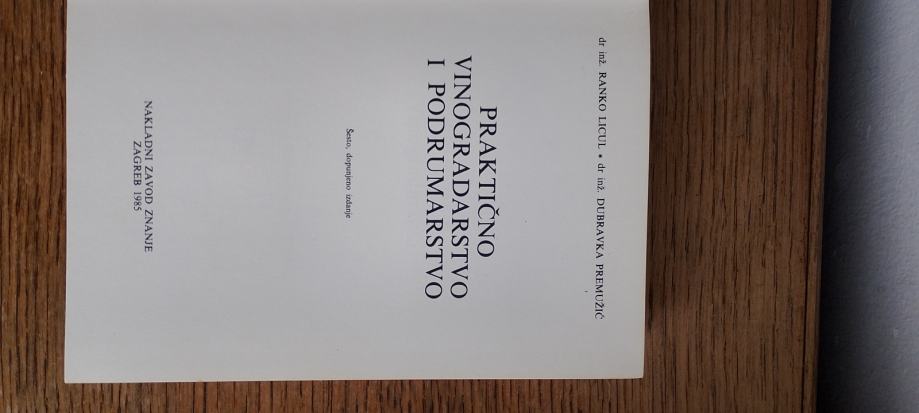 dr inž. RANKO LICUL • dr inž. DUBRAVKA PREMUŽIĆ
PRAKTIČNO
VINOGRADARSTVO
I PODRUMARSTVO
Šesto, dopunjeno izdanje
NAKLADNI ZAVOD ZNANJE
ZAGREB 1985